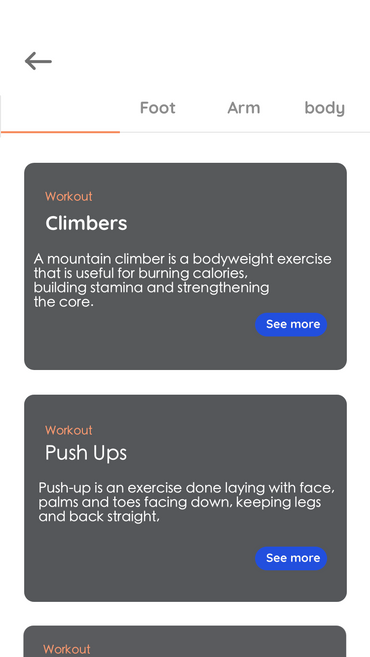 Foot Arm body
Workout
Climbers
A mountain climber is a bodyweight exercise
that is useful for burning calories,
building stamina and strengthening
the core.
See more
Workout
Push Ups
Push-up is an exercise done laying with face,
palms and toes facing down, keeping legs
and back straight,
See more
Workout